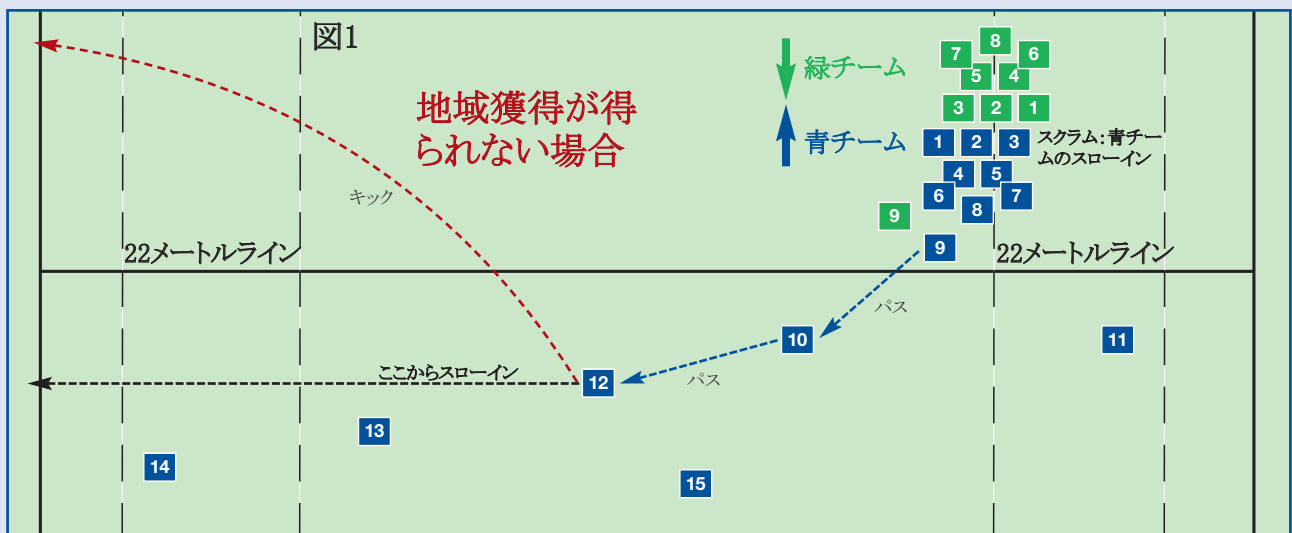 図1
地域獲得が得
られない場合
キック
緑チーム
青チーム
8
7
6
5
4
3
2
1
1
2
3
スクラム：青チー
ムのスローイン
4
5
6
7
8
9
9
22メートルライン
22メートルライン
パス
10
11
パス
ここからスローイン
12
13
14
15